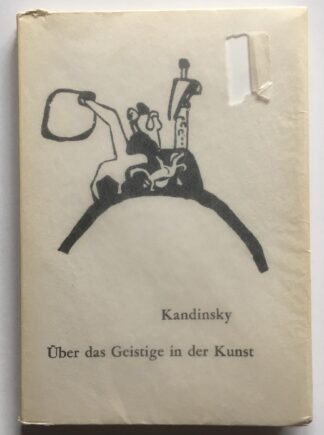 Kandinsky
Über das Geistige in der Kunst